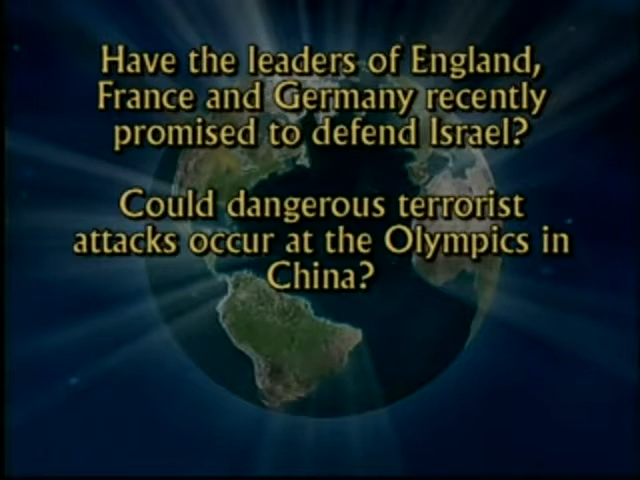 Have the leaders of England,
France and Germany recently
promised to defend Israel?
Could dangerous terrorist
attacks occur at the Olympics in
China?